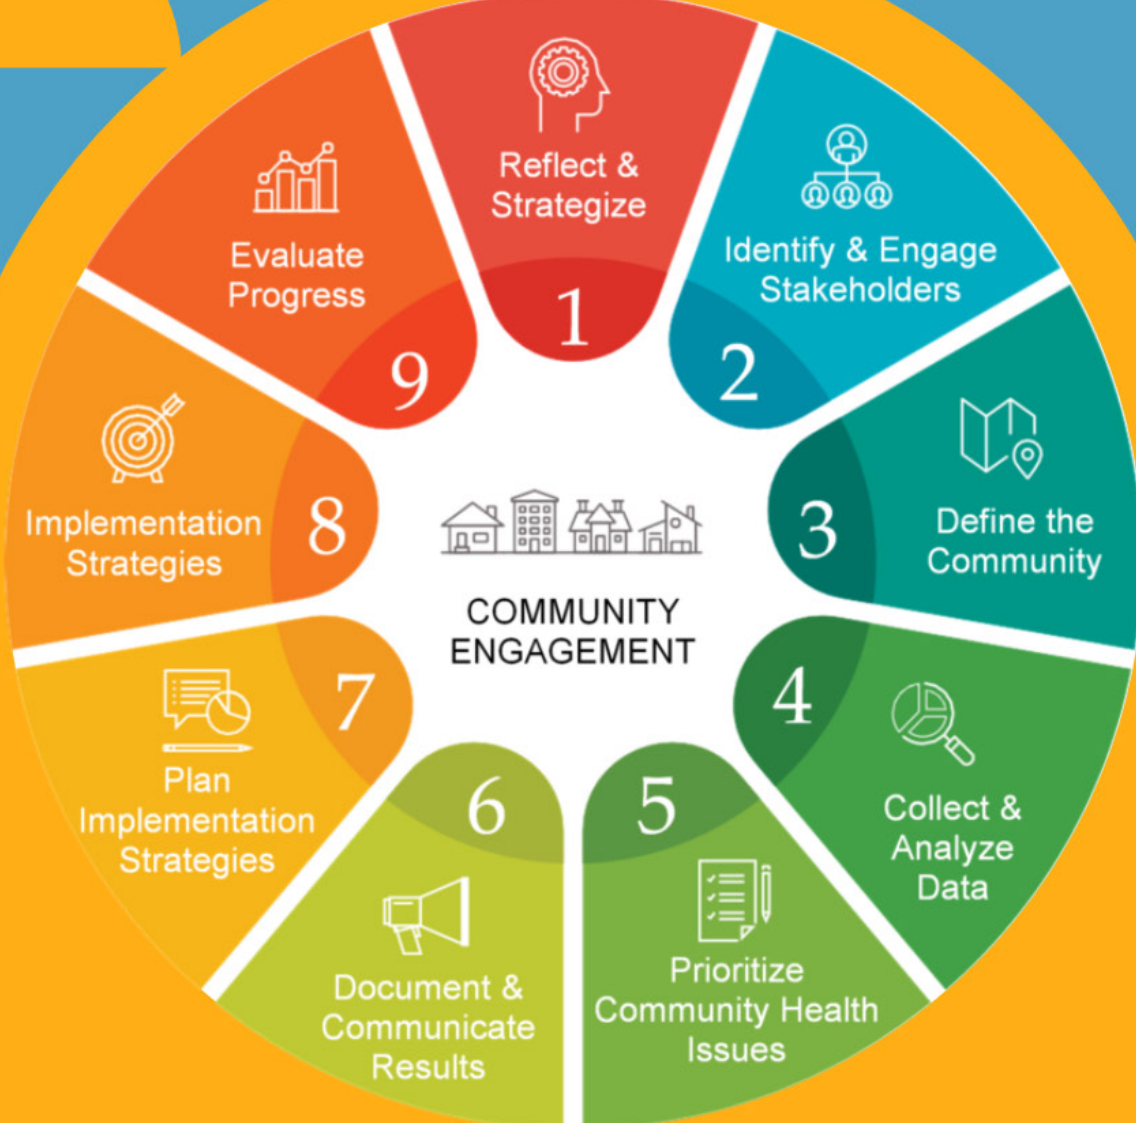 1
Reflect &
Strategize
2
Identify & Engage
Stakeholders
3
Define the
Community
4
Collect &
Analyze
Data
5
Prioritize
Community Health
Issues
6
Document &
Communicate
Results
7
Plan
Implementation
Strategies
8
Implementation
Strategies
9
Evaluate
Progress
COMMUNITY
ENGAGEMENT